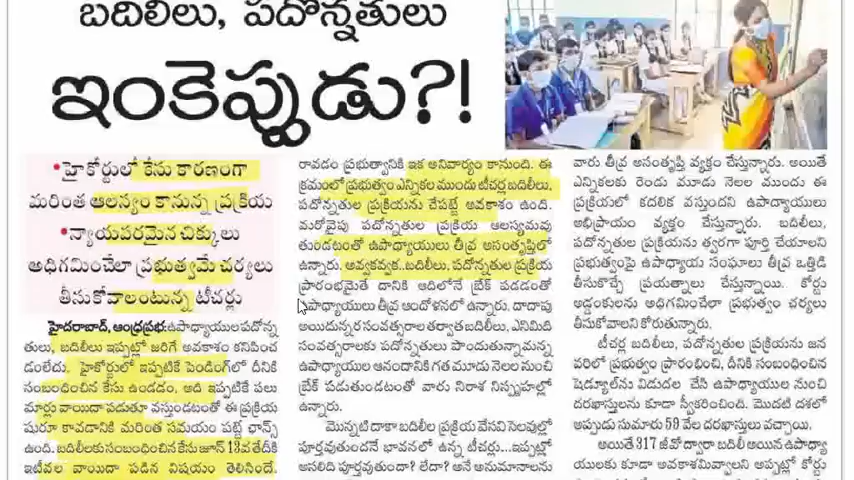 బదిలీలు, పదోన్నతులు
ఇంకెప్పుడు?!
•హైకోర్టులో కేసు కారణంగా
మరింత ఆలస్యం కానున్న ప్రక్రియ
•న్యాయపరమైన చిక్కులు
అధిగమించేలా ప్రభుత్వమే చర్యలు
తీసుకోవాలంటున్న టీచర్లు
హైదరాబాద్, ఆంధ్రప్రభ:ఉపాధ్యాయుల పదోన్న
తులు, బదిలీలు ఇప్పట్లో జరిగే అవకాశం కనిపించ
డంలేదు. హైకోర్టులో ఇప్పటికే పెండింగ్‌లో దీనికి
సంబంధించిన కేసు ఉండడం, అది ఇప్పటికే పలు
మార్లు వాయిదా పడుతూ వస్తుండటంతో ఈ ప్రక్రియ
షురూ కావడానికి మరింత సమయం పట్టే ఛాన్స్
ఉంది. బదిలీలకు సంబంధించిన కేసు జూన్ 13వ తేదీకి
ఇటీవల వాయిదా పడిన విషయం తెలిసిందే.
రావడం ప్రభుత్వానికి ఇక అనివార్యం కానుంది. ఈ
క్రమంలో ప్రభుత్వం ఎన్నికల ముందు టీచర్ల బదిలీలు,
పదోన్నతుల ప్రక్రియను చేపట్టే అవకాశం ఉంది.
మరోవైపు పదోన్నతుల ప్రక్రియ ఆలస్యమవు
తుండటంతో ఉపాధ్యాయులు తీవ్ర అసంతృప్తిలో
ఉన్నారు. అవ్వకవ్వక..బదిలీలు, పదోన్నతుల ప్రక్రియ
ప్రారంభమైతే దానికి ఆదిలోనే బ్రేక్ పడడంతో
ఉపాధ్యాయులు తీవ్ర ఆందోళనలో ఉన్నారు. దాదాపు
అయిదున్నర సంవత్సరాల తర్వాత బదిలీలు, ఎనిమిది
సంవత్సరాలకు పదోన్నతులు పొందుతున్నామన్న
ఉపాధ్యాయుల ఆనందానికి గత మూడు నెలల నుంచి
బ్రేక్ పడుతుండటంతో వారు నిరాశ నిస్పృహల్లో
ఉన్నారు.
మొన్నటి దాకా బదిలీల ప్రక్రియ వేసవి సెలవుల్లో
పూర్తవుతుందనే భావనలో ఉన్న టీచర్లు...ఇప్పట్లో
అసలిది పూర్తవుతుందా? లేదా? అనే అనుమానాలను
వారు తీవ్ర అసంతృప్తి వ్యక్తం చేస్తున్నారు. అయితే
ఎన్నికలకు రెండు మూడు నెలల ముందు ఈ
ప్రక్రియలో కదలిక వస్తుందని ఉపాధ్యాయులు
అభిప్రాయం వ్యక్తం చేస్తున్నారు. బదిలీలు,
పదోన్నతుల ప్రక్రియను త్వరగా పూర్తి చేయాలని
ప్రభుత్వంపై ఉపాధ్యాయ సంఘాలు తీవ్ర ఒత్తిడి
తీసుకొచ్చే ప్రయత్నాలు చేస్తున్నాయి. కోర్టు
అడ్డంకులను అధిగమించేలా ప్రభుత్వం చర్యలు
తీసుకోవాలని కోరుతున్నారు.
టీచర్ల బదిలీలు, పదోన్నతుల ప్రక్రియను జన
వరిలో ప్రభుత్వం ప్రారంభించి, దీనికి సంబంధించిన
షెడ్యూల్‌ను విడుదల చేసి ఉపాధ్యాయుల నుంచి
దరఖాస్తులను కూడా స్వీకరించింది. మొదటి దశలో
అప్పుడు సుమారు 59 వేల దరఖాస్తులు వచ్చాయి.
అయితే 317 జీవో ద్వారా బదిలీ అయిన ఉపాధ్యా
యులకు కూడా అవకాశమివ్వాలని అప్పట్లో కోర్టు